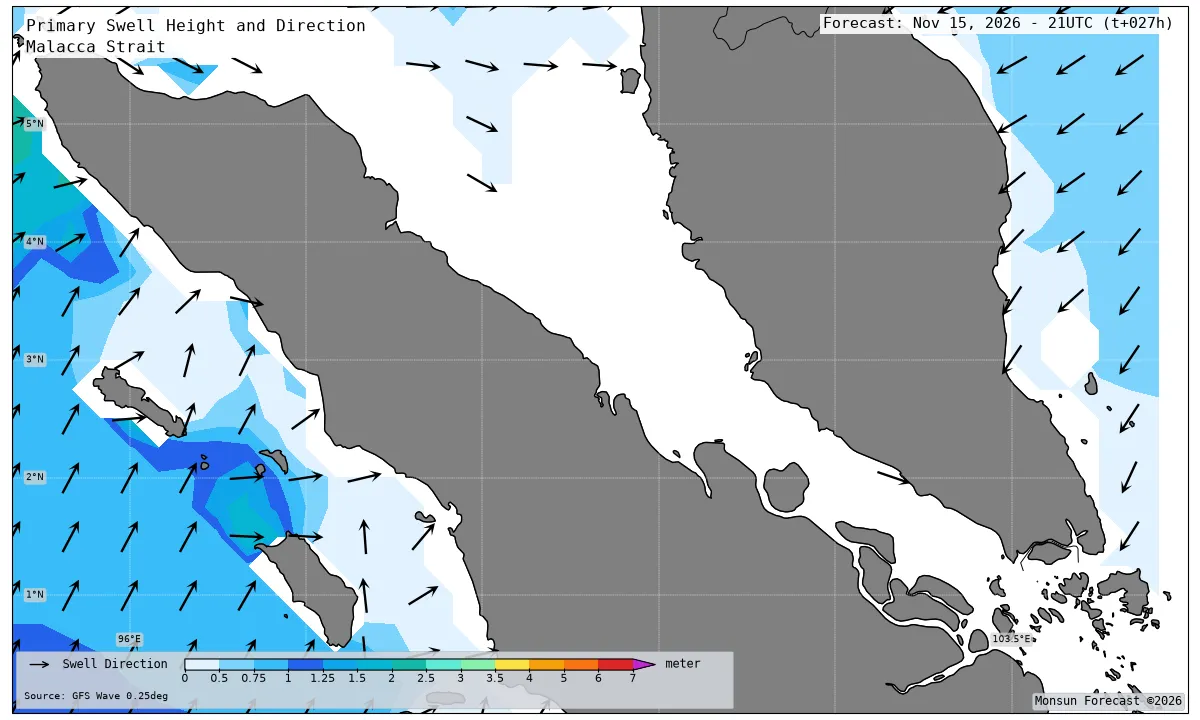 Primary Swell Height and Direction
Malacca Strait
Forecast: Nov 15, 2026 - 21UTC (t+027h)
5°N
4°N
3°N
2°N
1°N
96°E
103.5°E
Swell Direction
0 0.5 0.75 1 1.25 1.5 2 2.5 3 3.5 4 5 6 7
meter
Source: GFS Wave 0.25deg
Monsun Forecast ©2026